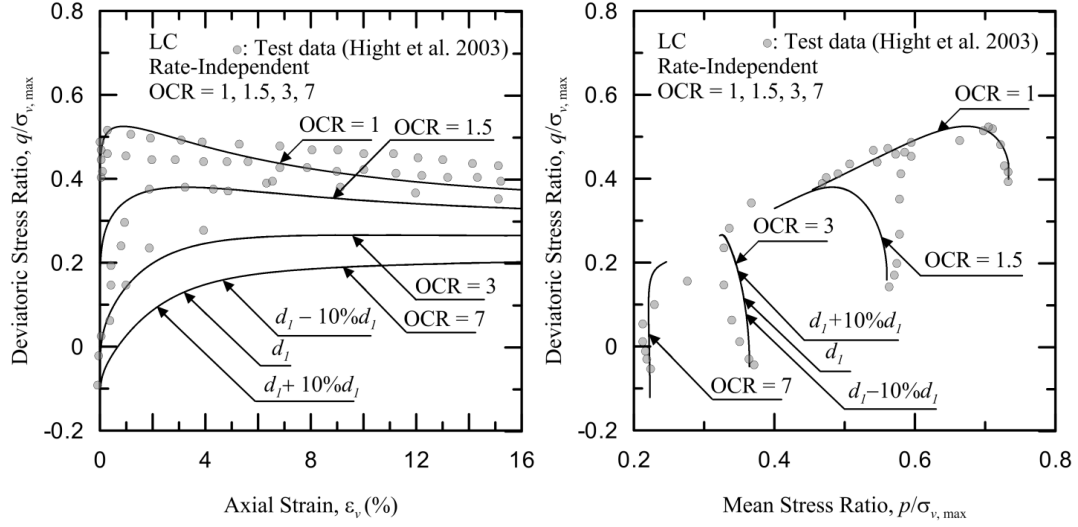 0.8
0.6
0.4
0.2
0
-0.2
Deviatoric Stress Ratio, q/σv, max
LC
: Test data (Hight et al. 2003)
Rate-Independent
OCR = 1, 1.5, 3, 7
OCR = 1
OCR = 1.5
OCR = 3
OCR = 7
d1 − 10%d1
d1
d1+ 10%d1
0 4 8 12 16
Axial Strain, εv (%)
0.8
0.6
0.4
0.2
0
-0.2
Deviatoric Stress Ratio, q/σv, max
LC
: Test data (Hight et al. 2003)
Rate-Independent
OCR = 1, 1.5, 3, 7
OCR = 1
OCR = 3
OCR = 1.5
d1+10%d1
d1
d1−10%d1
OCR = 7
0.2 0.4 0.6 0.8
Mean Stress Ratio, p/σv, max